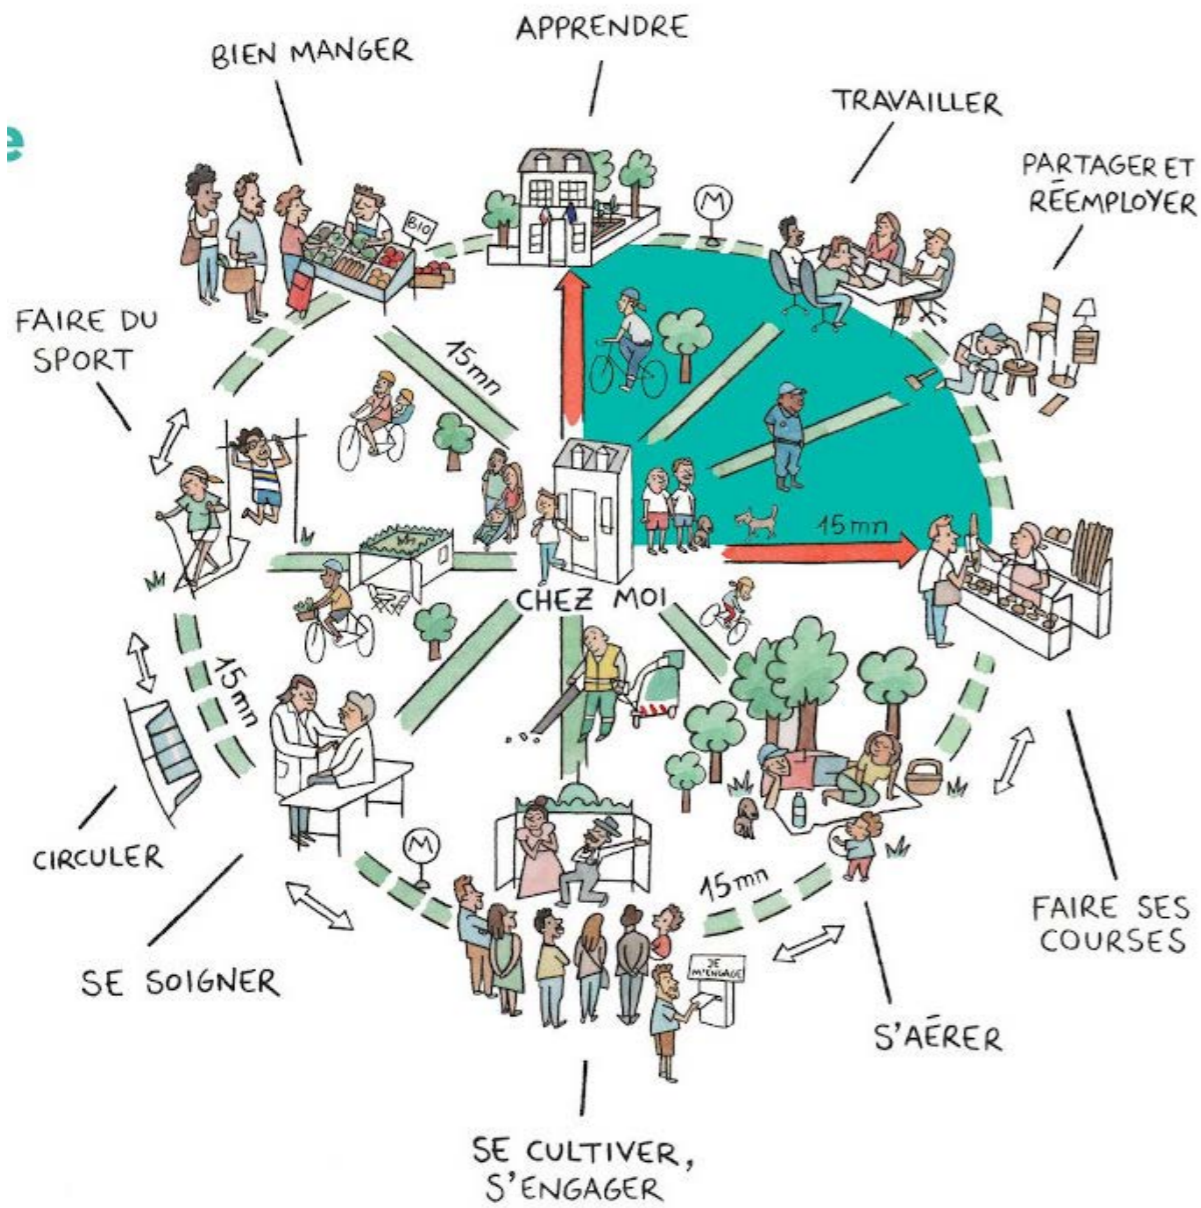 APPRENDRE
BIEN MANGER
TRAVAILLER
e
PARTAGER ET
RÉEMPLOYER
M
BIO
FAIRE DU
SPORT
15mn
15mn
CHEZ MOI
15mn
CIRCULER
M
15mn
FAIRE SES
COURSES
SE SOIGNER
JE
M'ENGAGE
S'AÉRER
SE CULTIVER,
S'ENGAGER